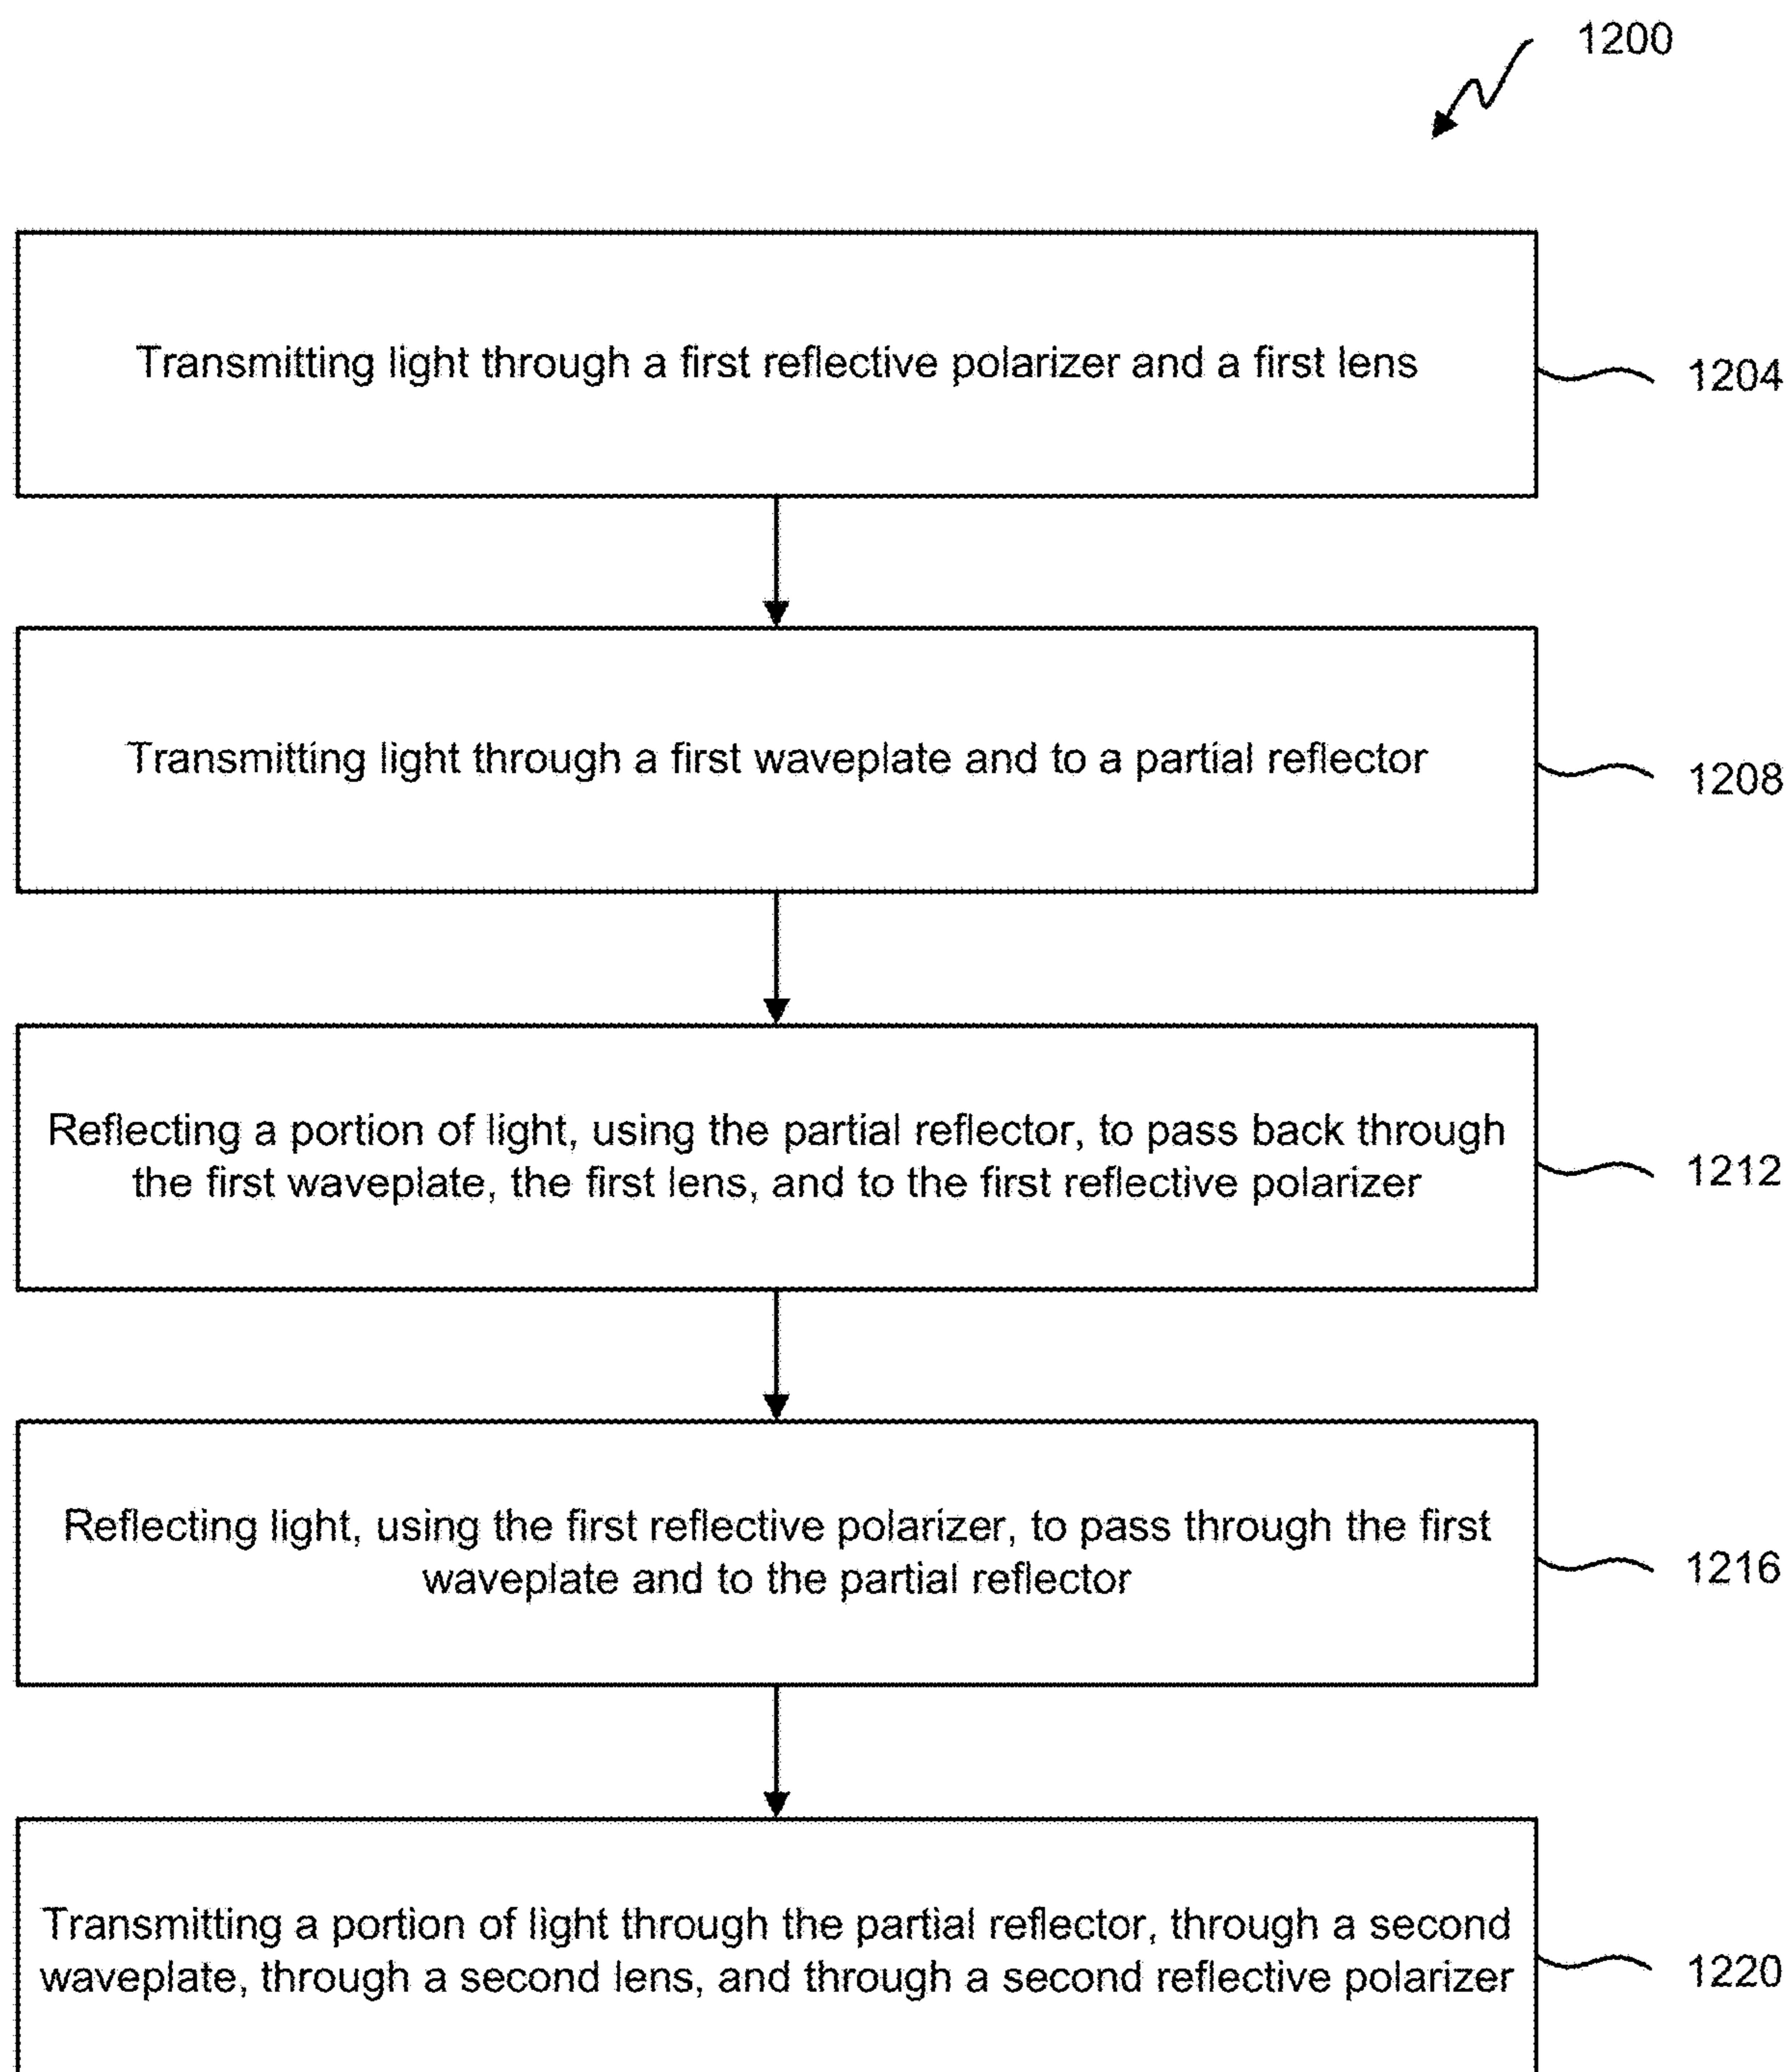 1200
Transmitting light through a first reflective polarizer and a first lens
1204
Transmitting light through a first waveplate and to a partial reflector
1208
Reflecting a portion of light, using the partial reflector, to pass back through
the first waveplate, the first lens, and to the first reflective polarizer
1212
Reflecting light, using the first reflective polarizer, to pass through the first
waveplate and to the partial reflector
1216
Transmitting a portion of light through the partial reflector, through a second
waveplate, through a second lens, and through a second reflective polarizer
1220